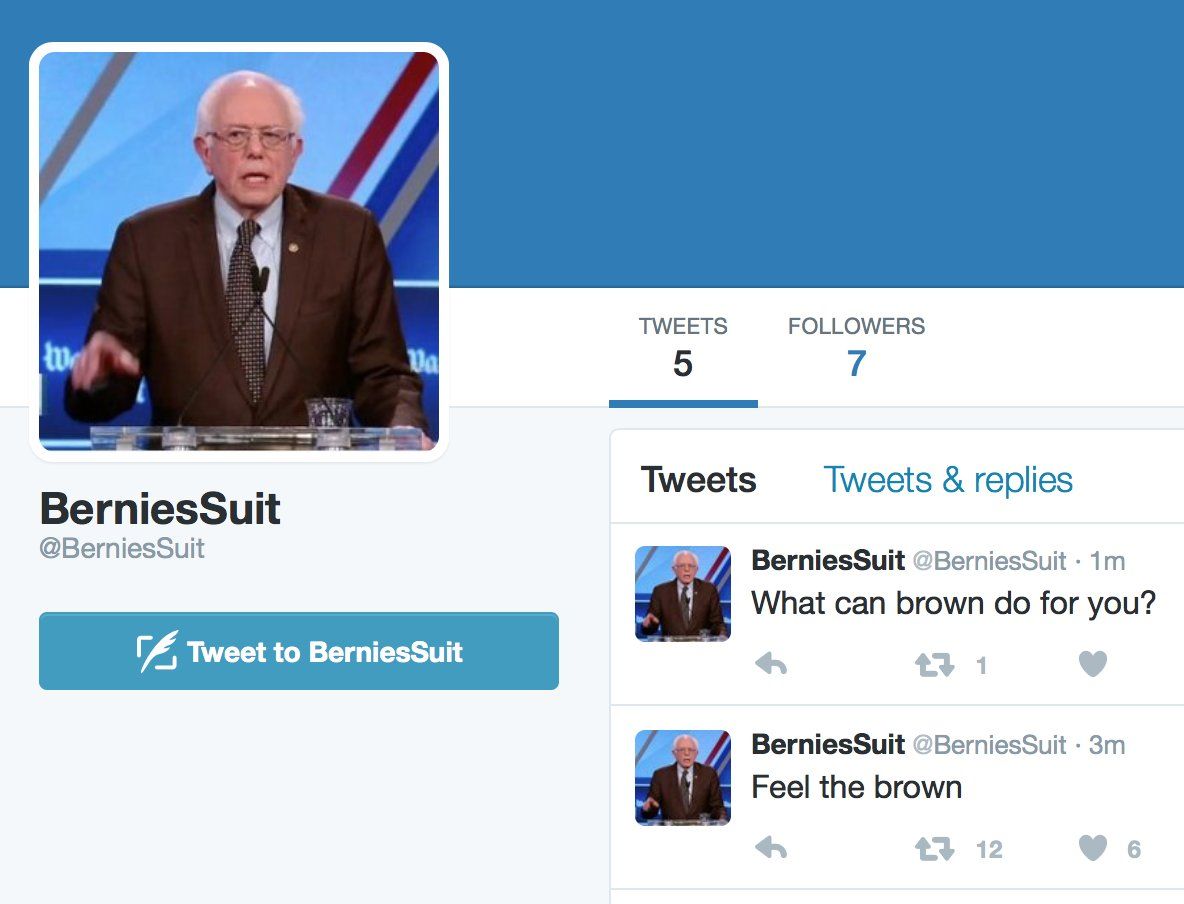 TWEETS
5
FOLLOWERS
7
BerniesSuit
@BerniesSuit
Tweet to BerniesSuit
Tweets
Tweets & replies
BerniesSuit @BerniesSuit · 1m
What can brown do for you?
1
BerniesSuit @BerniesSuit · 3m
Feel the brown
12
6